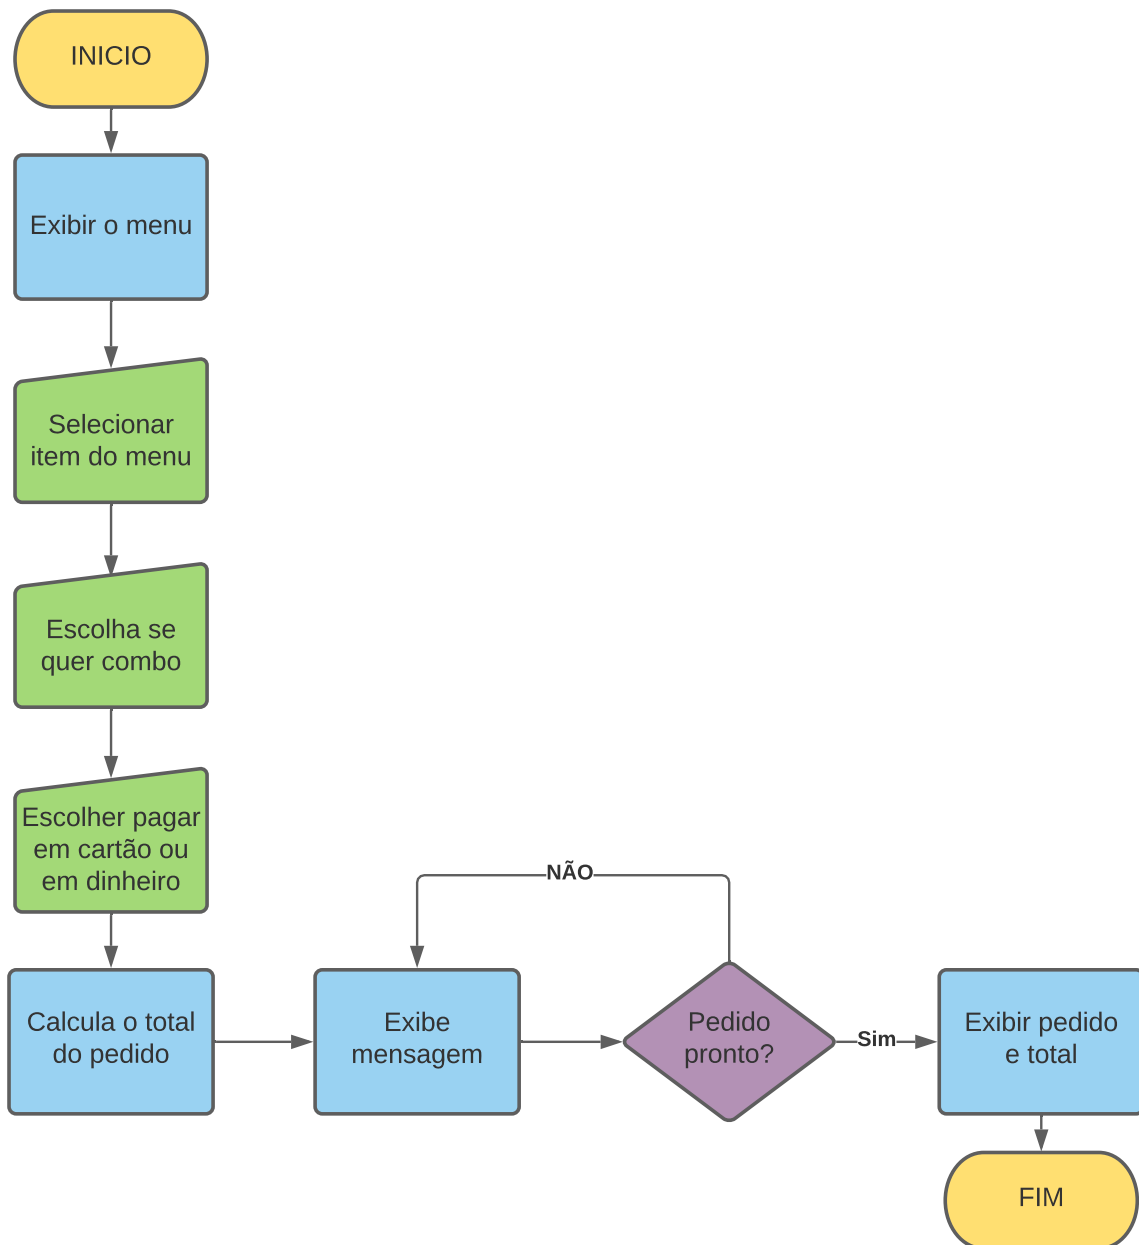 INICIO
Exibir o menu
Selecionar
item do menu
Escolha se
quer combo
Escolher pagar
em cartão ou
em dinheiro
Calcula o total
do pedido
Exibe
mensagem
NÃO
Pedido
pronto?
Sim
Exibir pedido
e total
FIM